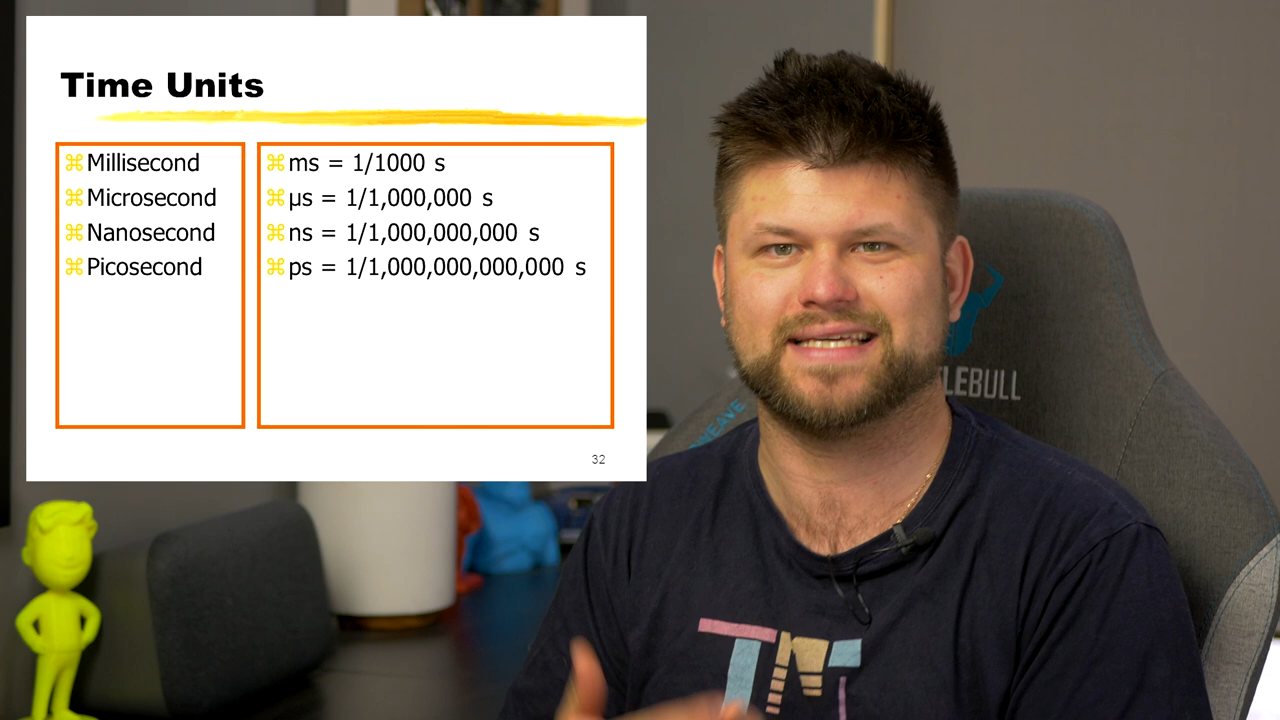 Time Units
⌘Millisecond
⌘Microsecond
⌘Nanosecond
⌘Picosecond
⌘ms = 1/1000 s
⌘µs = 1/1,000,000 s
⌘ns = 1/1,000,000,000 s
⌘ps = 1/1,000,000,000,000 s
32
LEBULL
WEAVE